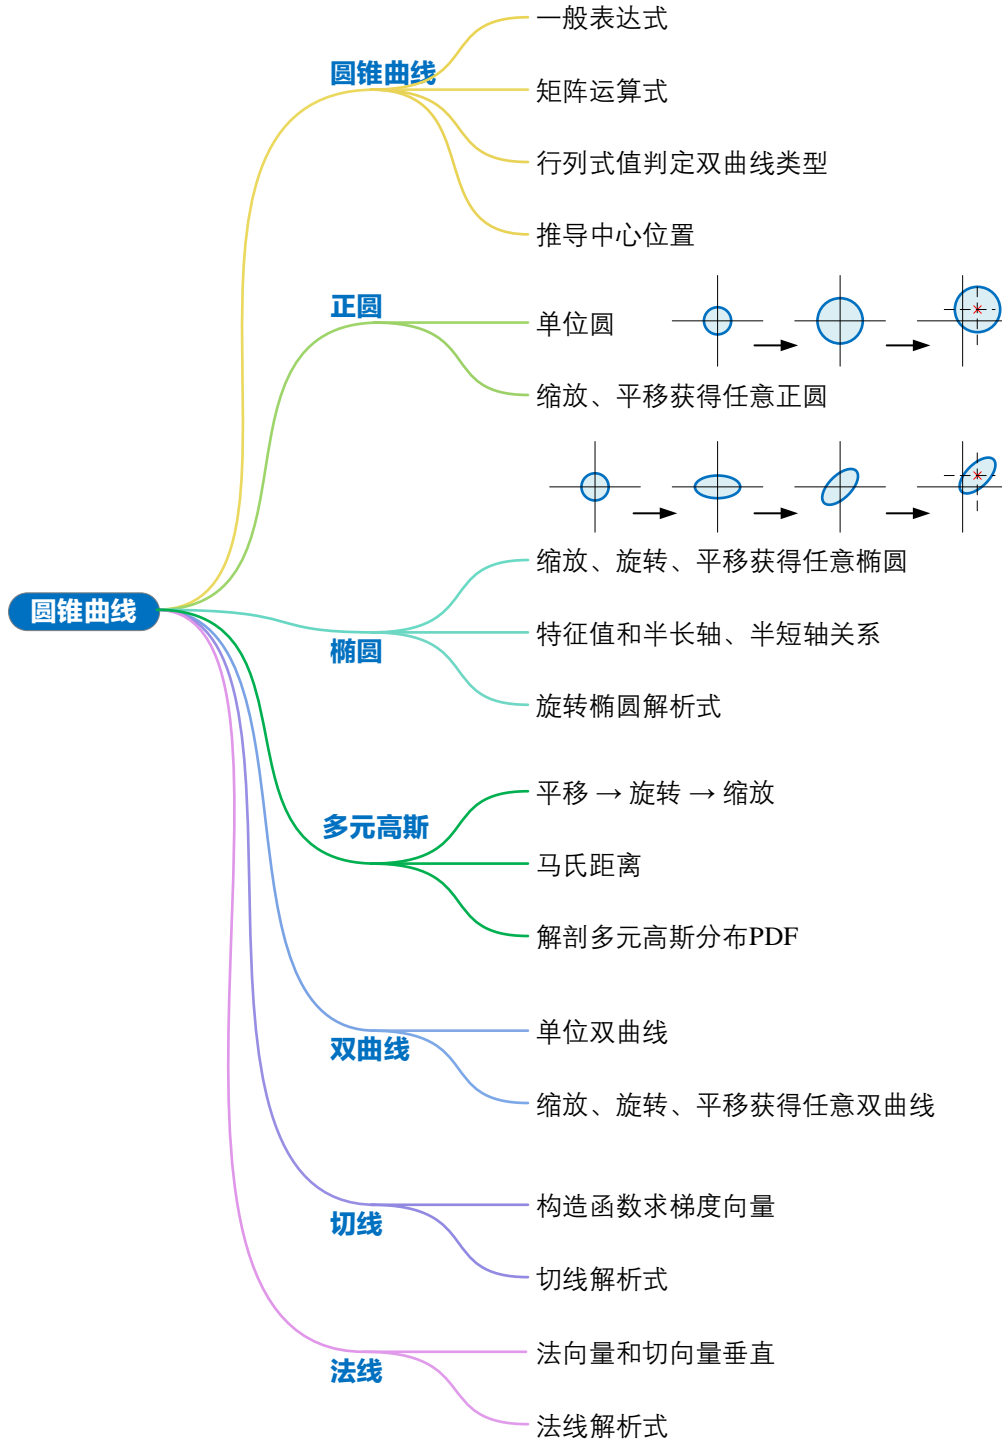 圆锥曲线
圆锥曲线
一般表达式
矩阵运算式
行列式值判定双曲线类型
推导中心位置
正圆
单位圆
缩放、平移获得任意正圆
椭圆
缩放、旋转、平移获得任意椭圆
特征值和半长轴、半短轴关系
旋转椭圆解析式
多元高斯
平移 → 旋转 → 缩放
马氏距离
解剖多元高斯分布PDF
双曲线
单位双曲线
缩放、旋转、平移获得任意双曲线
切线
构造函数求梯度向量
切线解析式
法线
法向量和切向量垂直
法线解析式